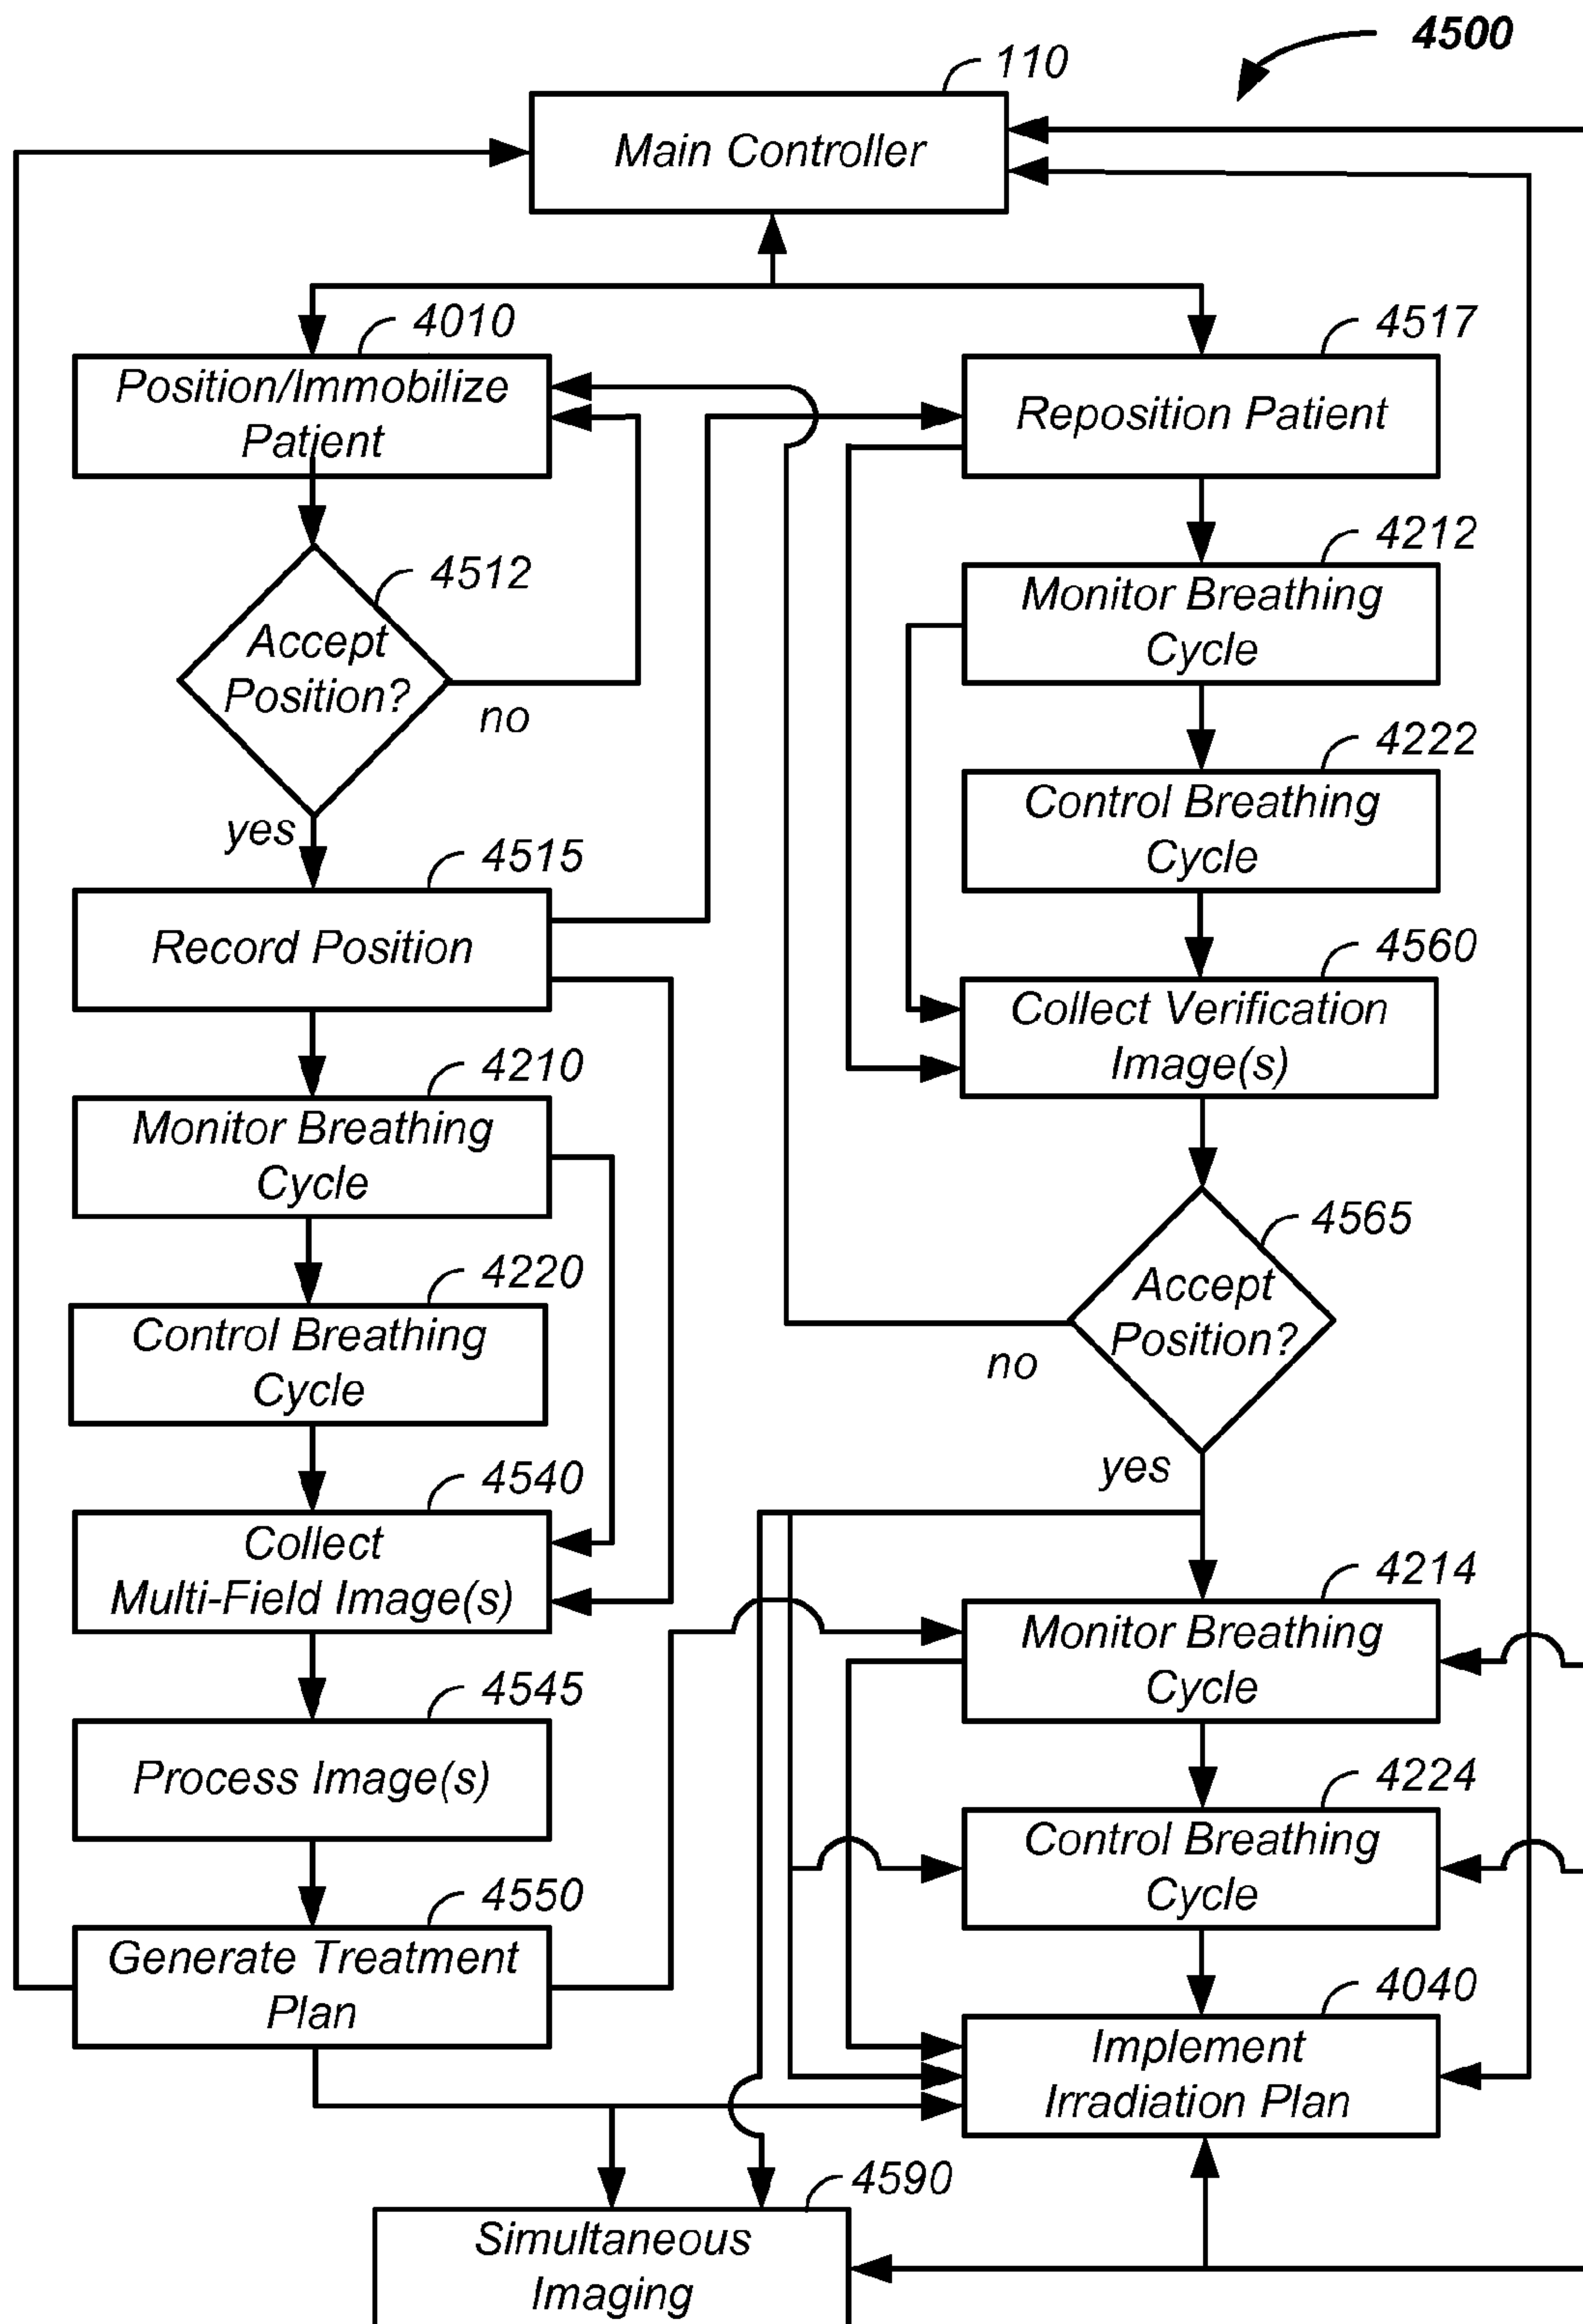 4500
110
Main Controller
4010
Position/Immobilize
Patient
4517
Reposition Patient
4512
Accept
Position?
no
yes
4212
Monitor Breathing
Cycle
4222
Control Breathing
Cycle
4515
Record Position
4560
Collect Verification
Image(s)
4210
Monitor Breathing
Cycle
4565
Accept
Position?
no
yes
4220
Control Breathing
Cycle
4540
Collect
Multi-Field Image(s)
4214
Monitor Breathing
Cycle
4545
Process Image(s)
4224
Control Breathing
Cycle
4550
Generate Treatment
Plan
4040
Implement
Irradiation Plan
4590
Simultaneous
Imaging